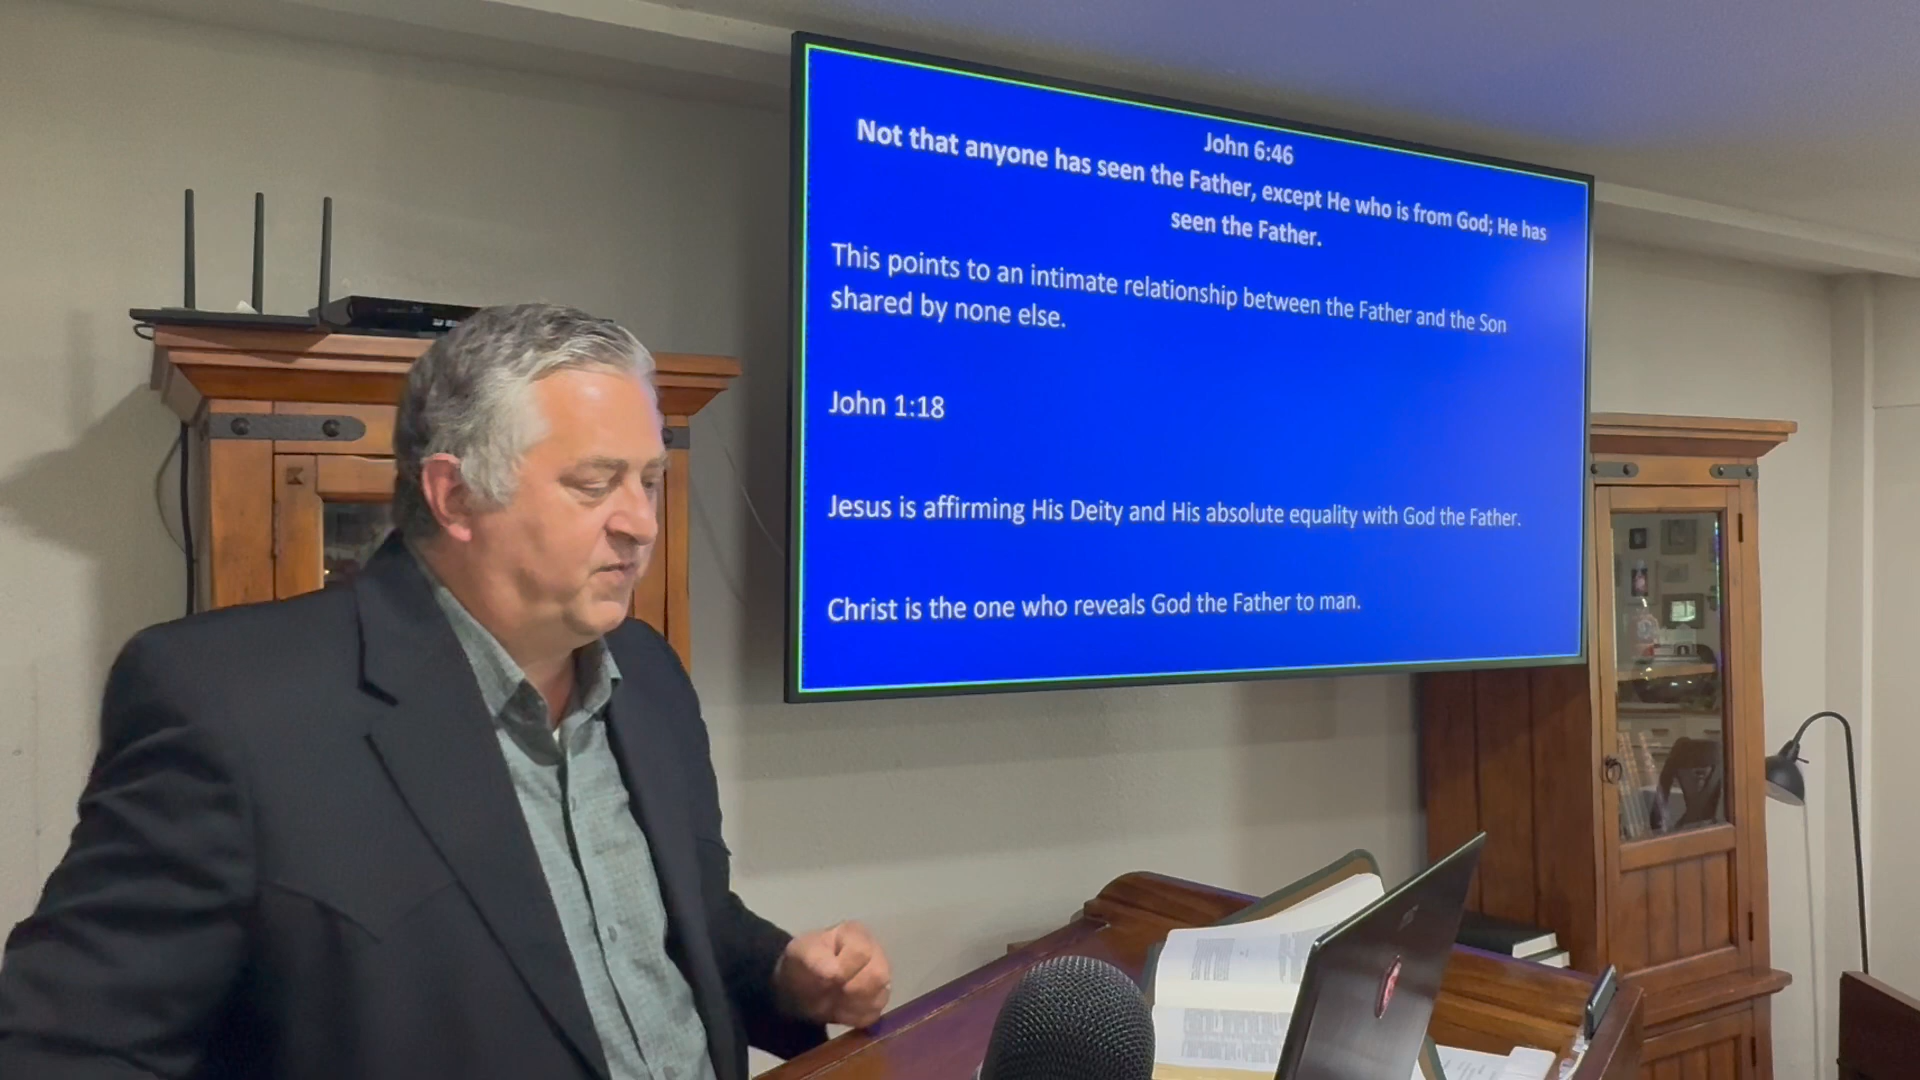 John 6:46
Not that anyone has seen the Father, except He who is from God; He has
seen the Father.
This points to an intimate relationship between the Father and the Son
shared by none else.
John 1:18
Jesus is affirming His Deity and His absolute equality with God the Father.
Christ is the one who reveals God the Father to man.